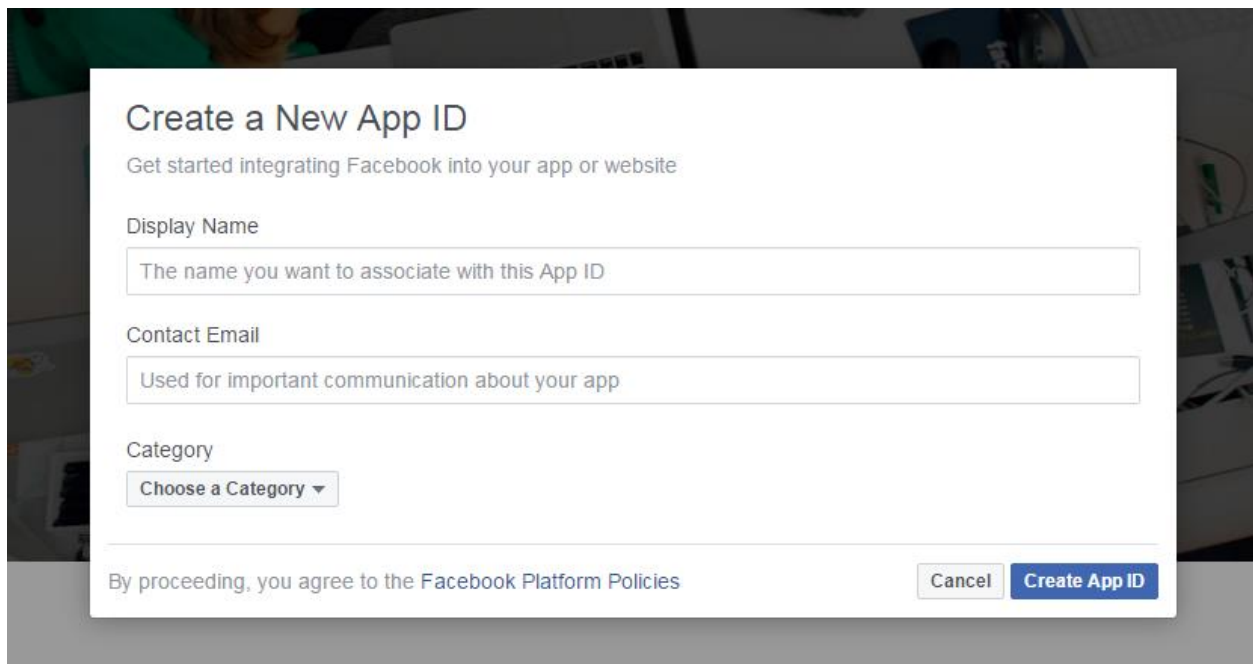 Create a New App ID
Get started integrating Facebook into your app or website
Display Name
The name you want to associate with this App ID
Contact Email
Used for important communication about your app
Category
Choose a Category
By proceeding, you agree to the Facebook Platform Policies
Cancel
Create App ID